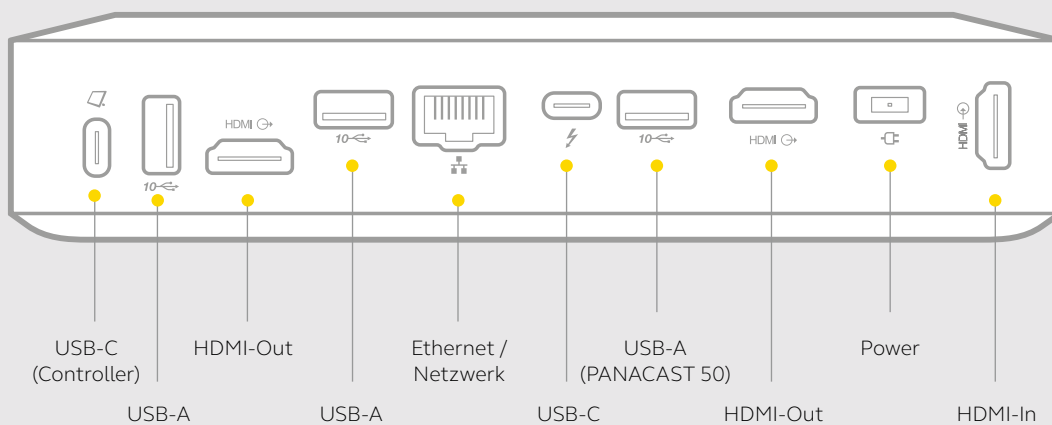 HDMI
10
10
10
HDMI
HDMI
USB-C
(Controller)
HDMI-Out
Ethernet /
Netzwerk
USB-A
(PANACAST 50)
Power
USB-A
USB-A
USB-C
HDMI-Out
HDMI-In